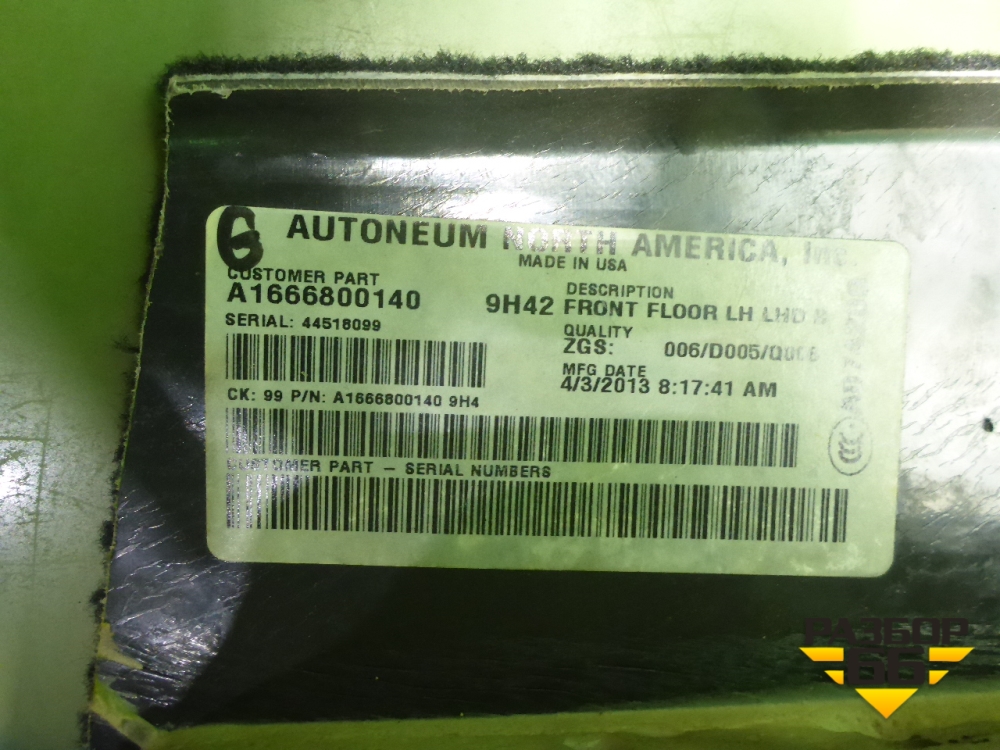 G
AUTONEUM NORTH AMERICA, Inc.
MADE IN USA
CUSTOMER PART
A1666800140 9H42
DESCRIPTION
FRONT FLOOR LH LHD
SERIAL: 44518099
QUALITY
ZGS: 006/D005/Q006
MFG DATE
4/3/2013 8:17:41 AM
CK: 99 P/N: A1666800140 9H4
CUSTOMER PART – SERIAL NUMBERS
CCC
РАЗБОР
66